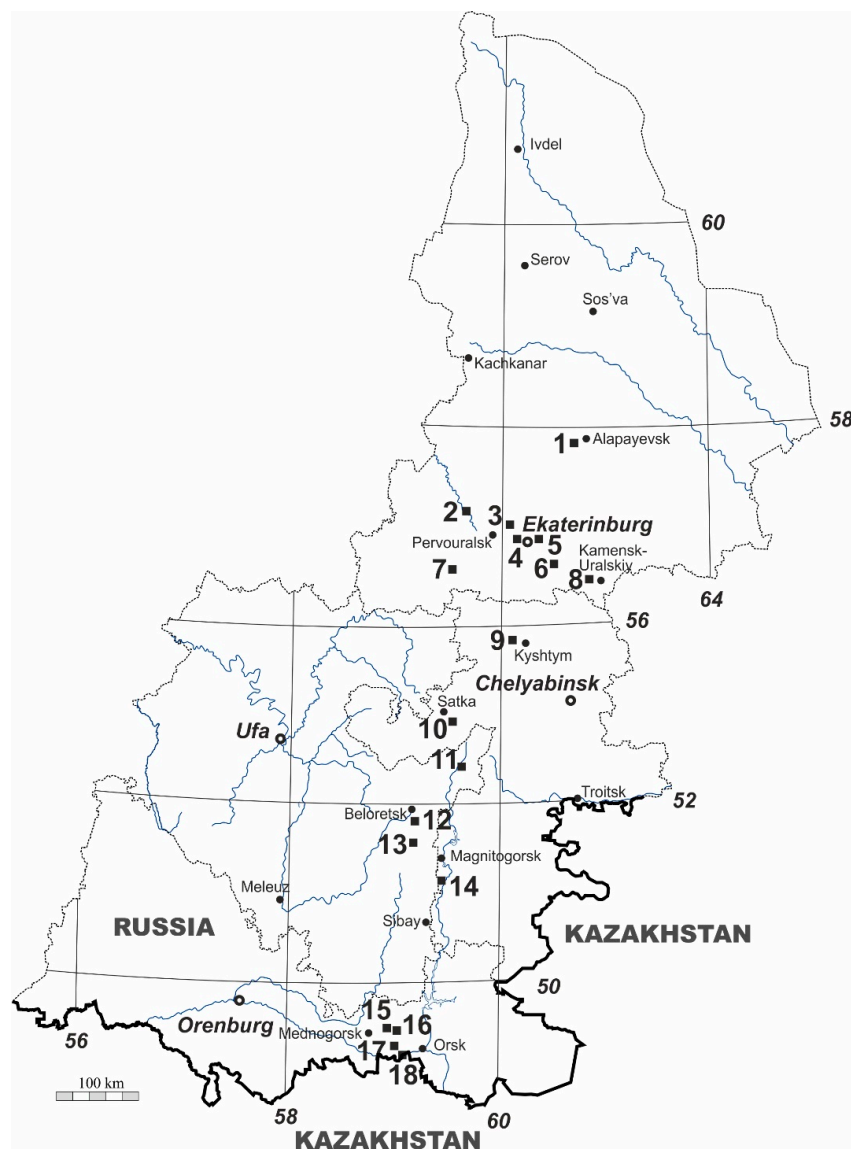 Ivdel
60
Serov
Sos'va
Kachkanar
58
1
Alapayevsk
2
3
Ekaterinburg
Pervouralsk
4
5
Kamensk-
Uralskiy
6
7
8
64
56
9
Kyshtym
Chelyabinsk
Satka
10
Ufa
11
Troitsk
52
Beloretsk
12
13
Magnitogorsk
14
Meleuz
Sibay
RUSSIA
KAZAKHSTAN
50
15
16
Orenburg
Mednogorsk
17
Orsk
56
18
100 km
58
60
KAZAKHSTAN